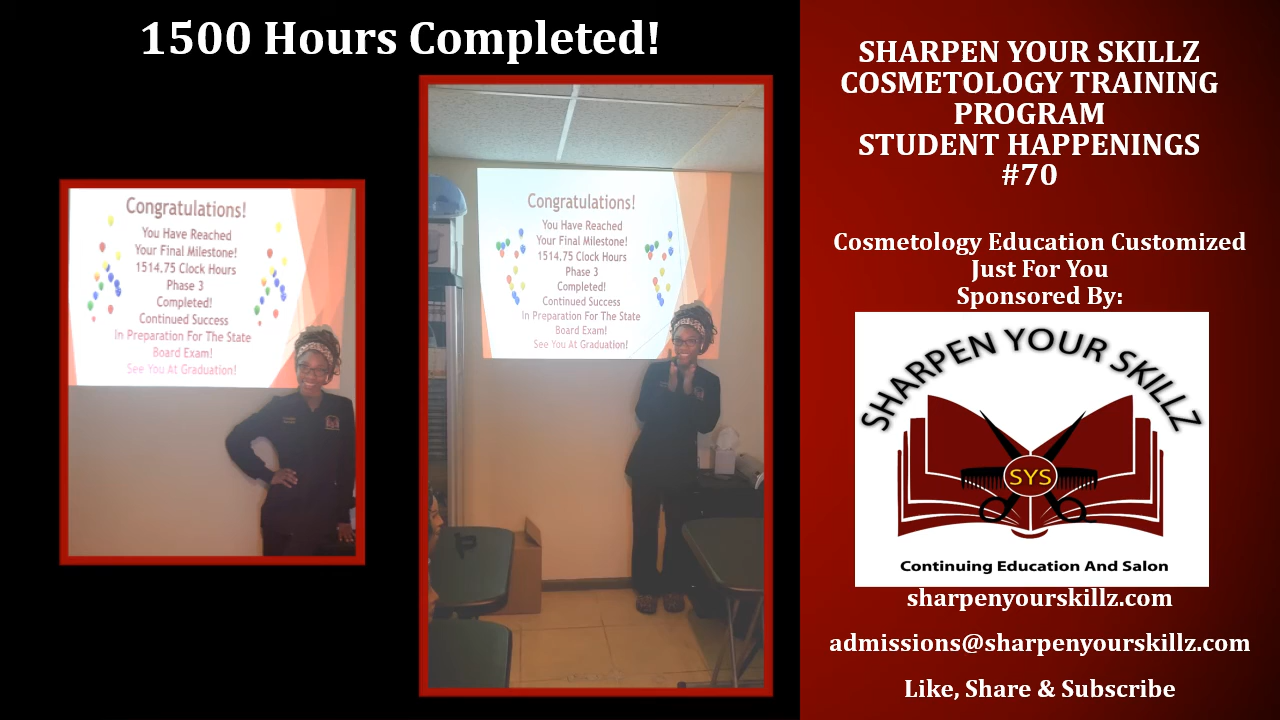 1500 Hours Completed!
Congratulations!
You Have Reached
Your Final Milestone!
1514.75 Clock Hours
Phase 3
Completed!
Continued Success
In Preparation For The State
Board Exam!
See You At Graduation!
Congratulations!
You Have Reached
Your Final Milestone!
1514.75 Clock Hours
Phase 3
Completed!
Continued Success
In Preparation For The State
Board Exam!
See You At Graduation!
SHARPEN YOUR SKILLZ
COSMETOLOGY TRAINING
PROGRAM
STUDENT HAPPENINGS
#70
Cosmetology Education Customized
Just For You
Sponsored By:
SHARPEN YOUR SKILLZ
SYS
Continuing Education And Salon
sharpenyourskillz.com
admissions@sharpenyourskillz.com
Like, Share & Subscribe